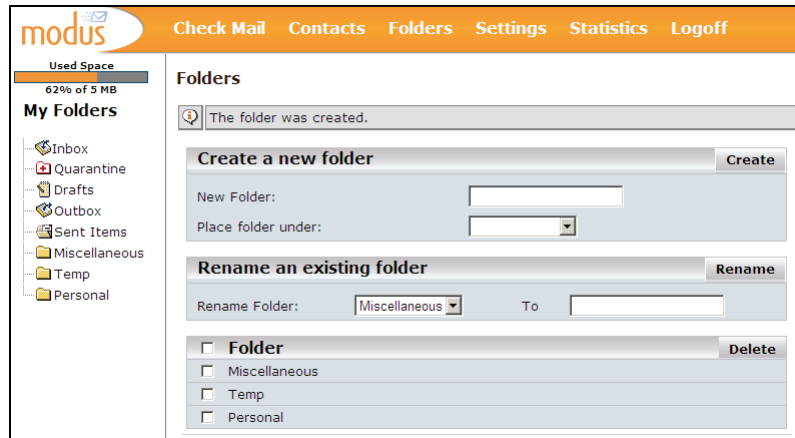 modus
Check Mail Contacts Folders Settings Statistics Logoff
Used Space
62% of 5 MB
My Folders
Inbox
Quarantine
Drafts
Outbox
Sent Items
Miscellaneous
Temp
Personal
Folders
The folder was created.
Create a new folder Create
New Folder:
Place folder under:
Rename an existing folder Rename
Rename Folder: Miscellaneous To
Folder Delete
Miscellaneous
Temp
Personal